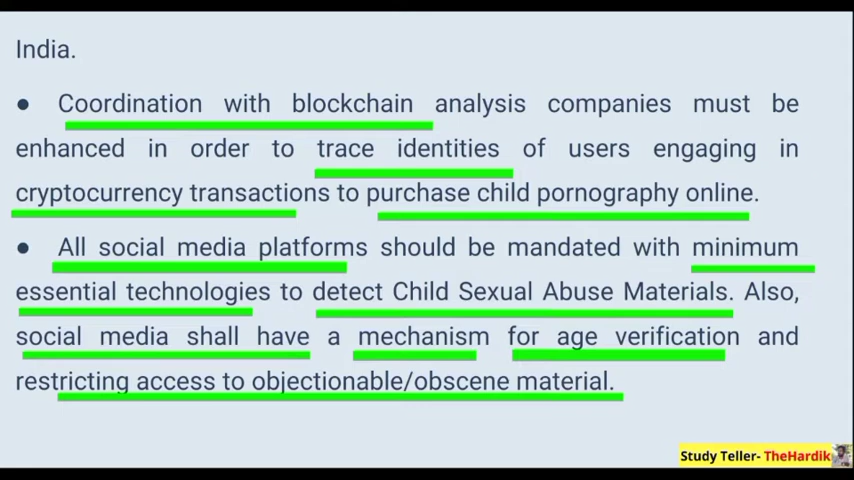 India.
● Coordination with blockchain analysis companies must be
enhanced in order to trace identities of users engaging in
cryptocurrency transactions to purchase child pornography online.
● All social media platforms should be mandated with minimum
essential technologies to detect Child Sexual Abuse Materials. Also,
social media shall have a mechanism for age verification and
restricting access to objectionable/obscene material.
Study Teller- TheHardik